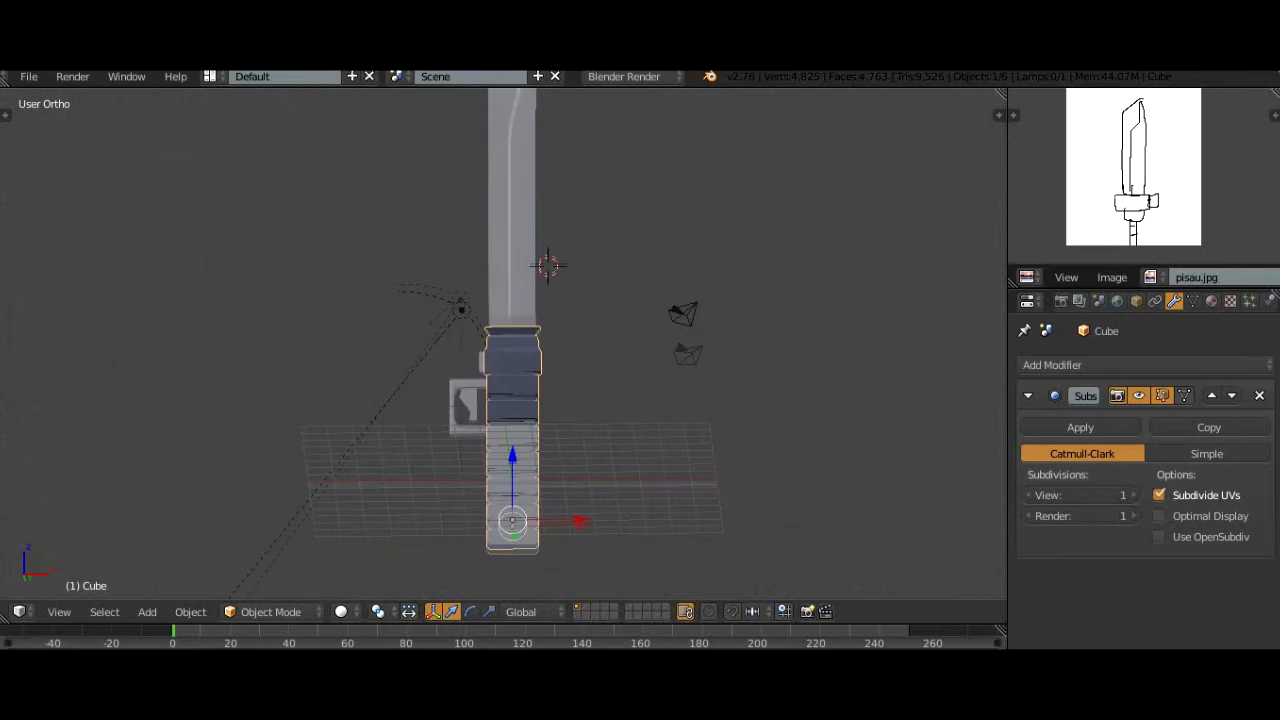 File Render Window Help Default Scene Blender Render v2.76 | Verts:4,825 | Faces:4,763 | Tris:9,526 | Objects:1/6 | Lamps:0/1 | Mem:44.07M | Cube
User Ortho
View Image pisau.jpg
Cube
Add Modifier
Subs
Apply Copy
Catmull-Clark Simple
Subdivisions: Options:
View: 1 Subdivide UVs
Render: 1 Optimal Display
Use OpenSubdiv
z
(1) Cube
View Select Add Object Object Mode Global
-40 -20 0 20 40 60 80 100 120 140 160 180 200 220 240 260